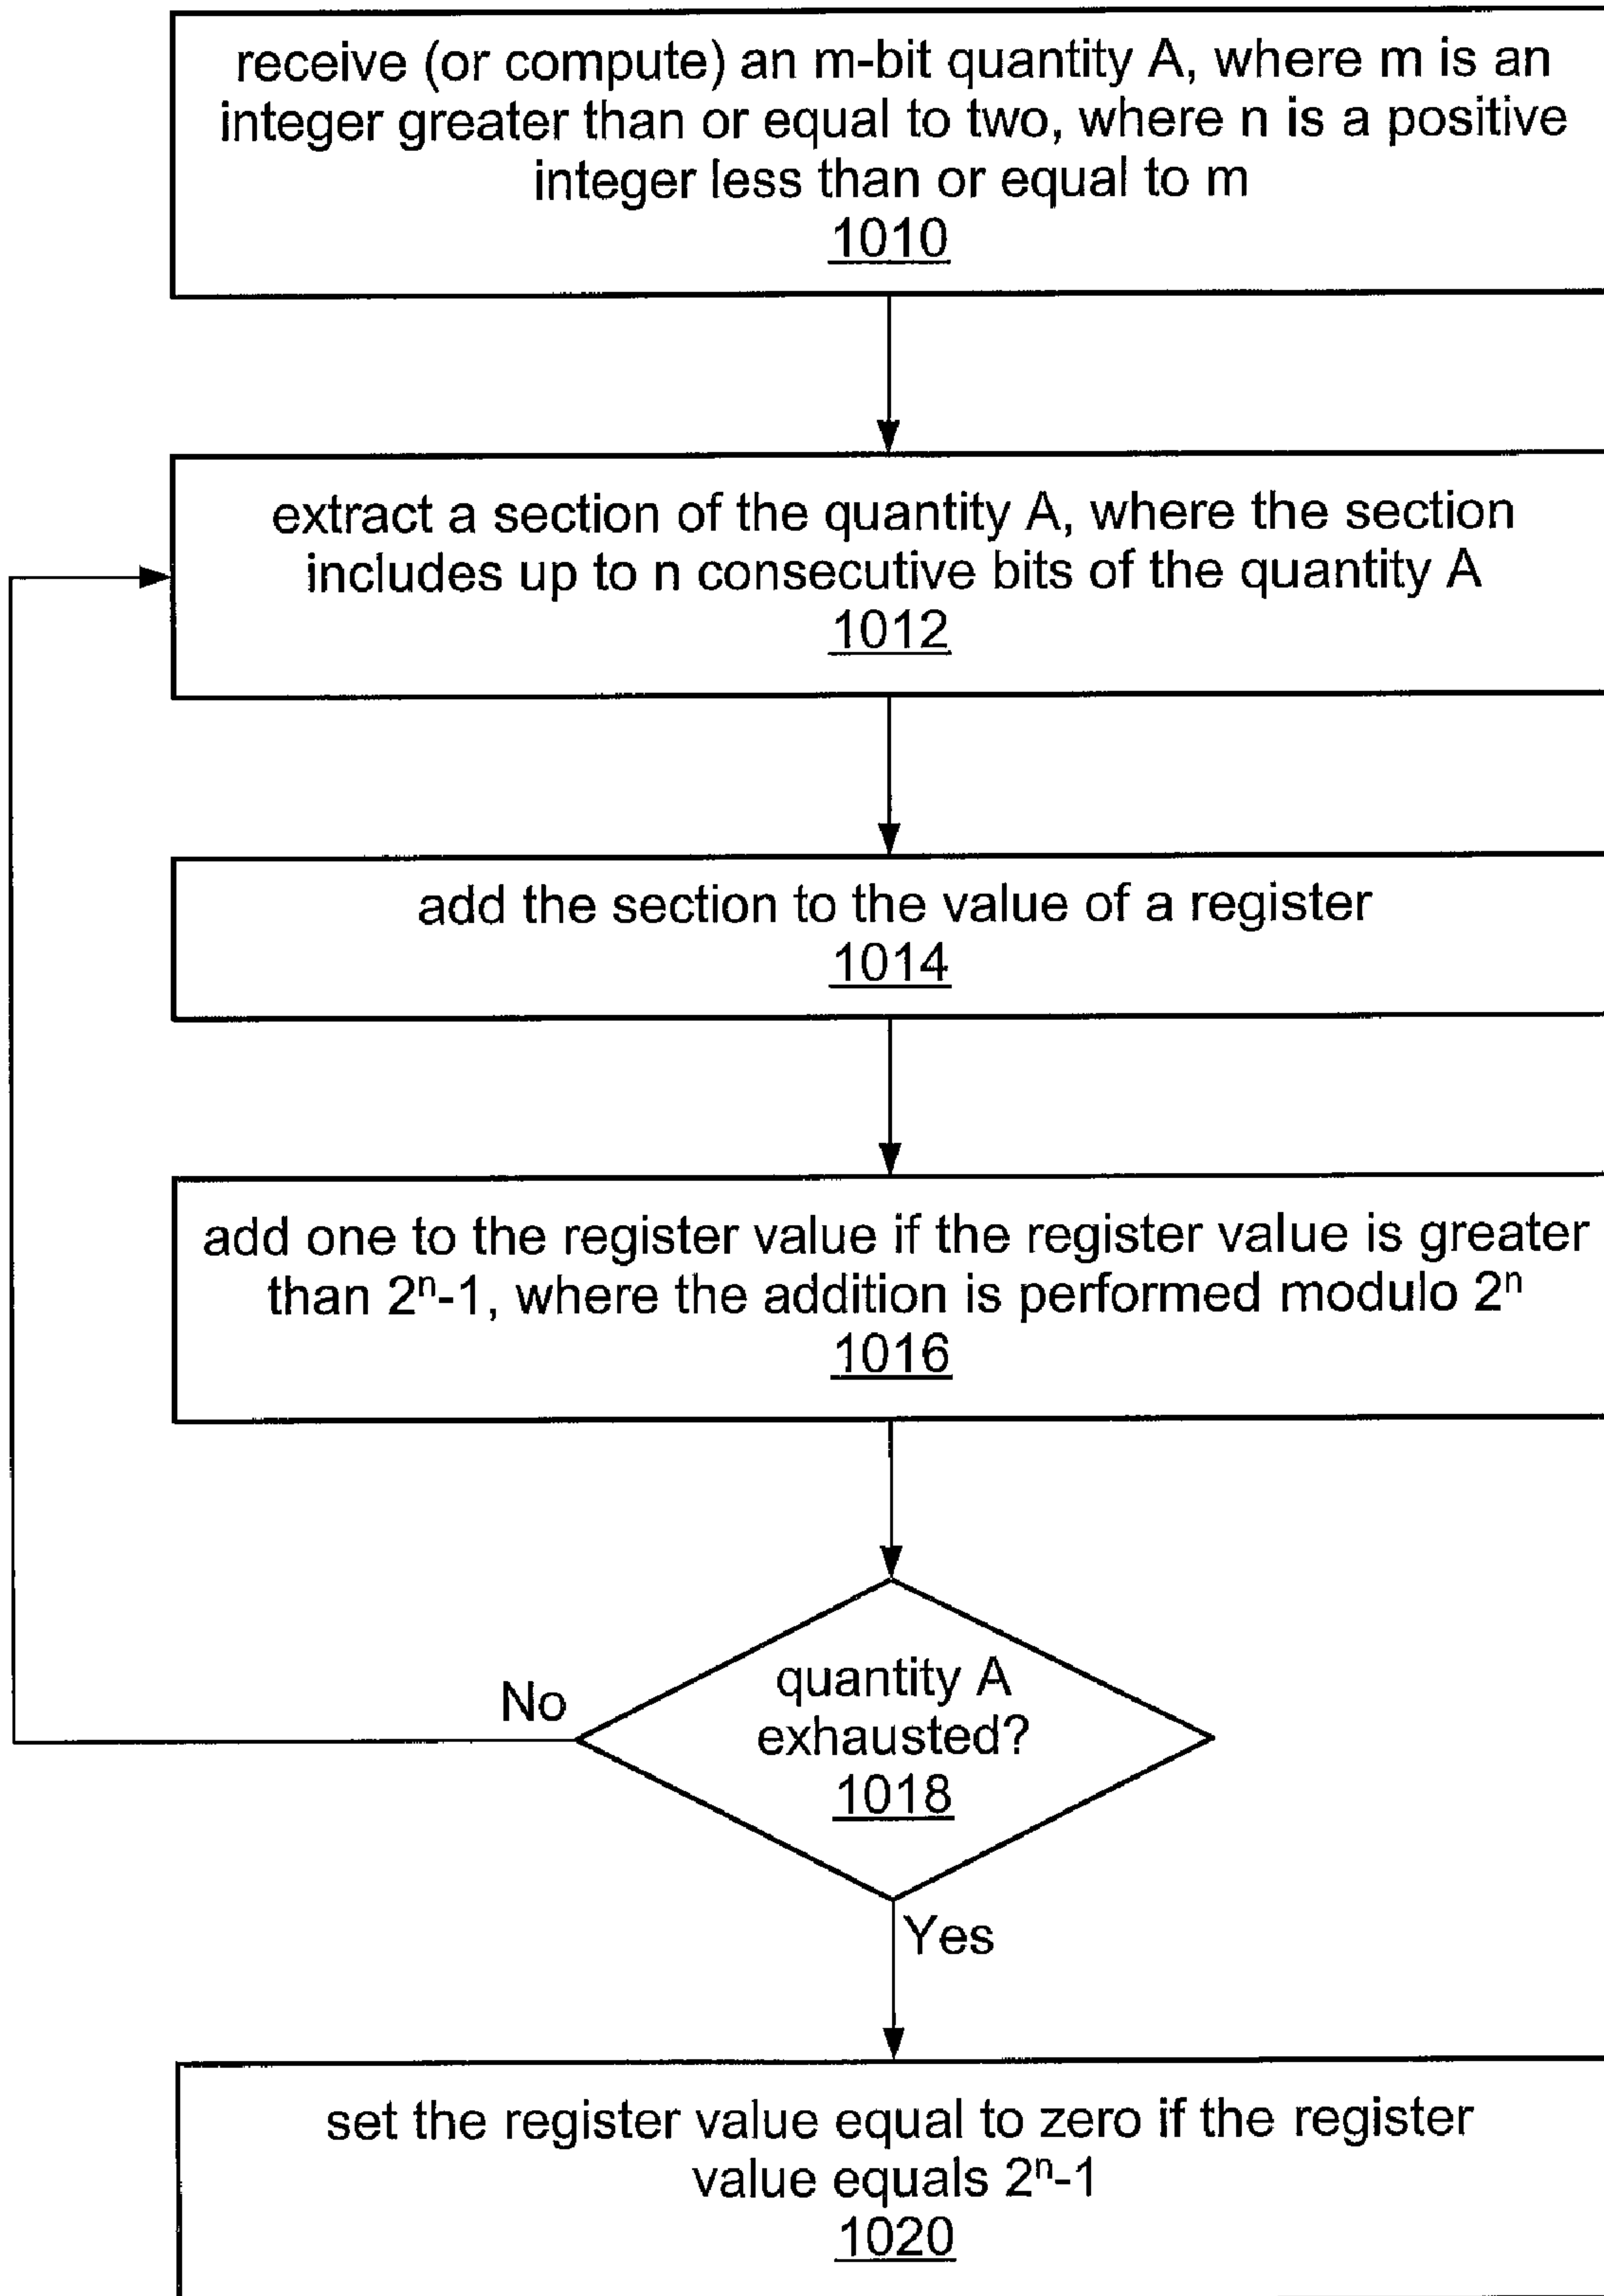 receive (or compute) an m-bit quantity A, where m is an
integer greater than or equal to two, where n is a positive
integer less than or equal to m
1010
extract a section of the quantity A, where the section
includes up to n consecutive bits of the quantity A
1012
add the section to the value of a register
1014
add one to the register value if the register value is greater
than 2ⁿ-1, where the addition is performed modulo 2ⁿ
1016
quantity A
No
exhausted?
1018
Yes
set the register value equal to zero if the register
value equals 2ⁿ-1
1020